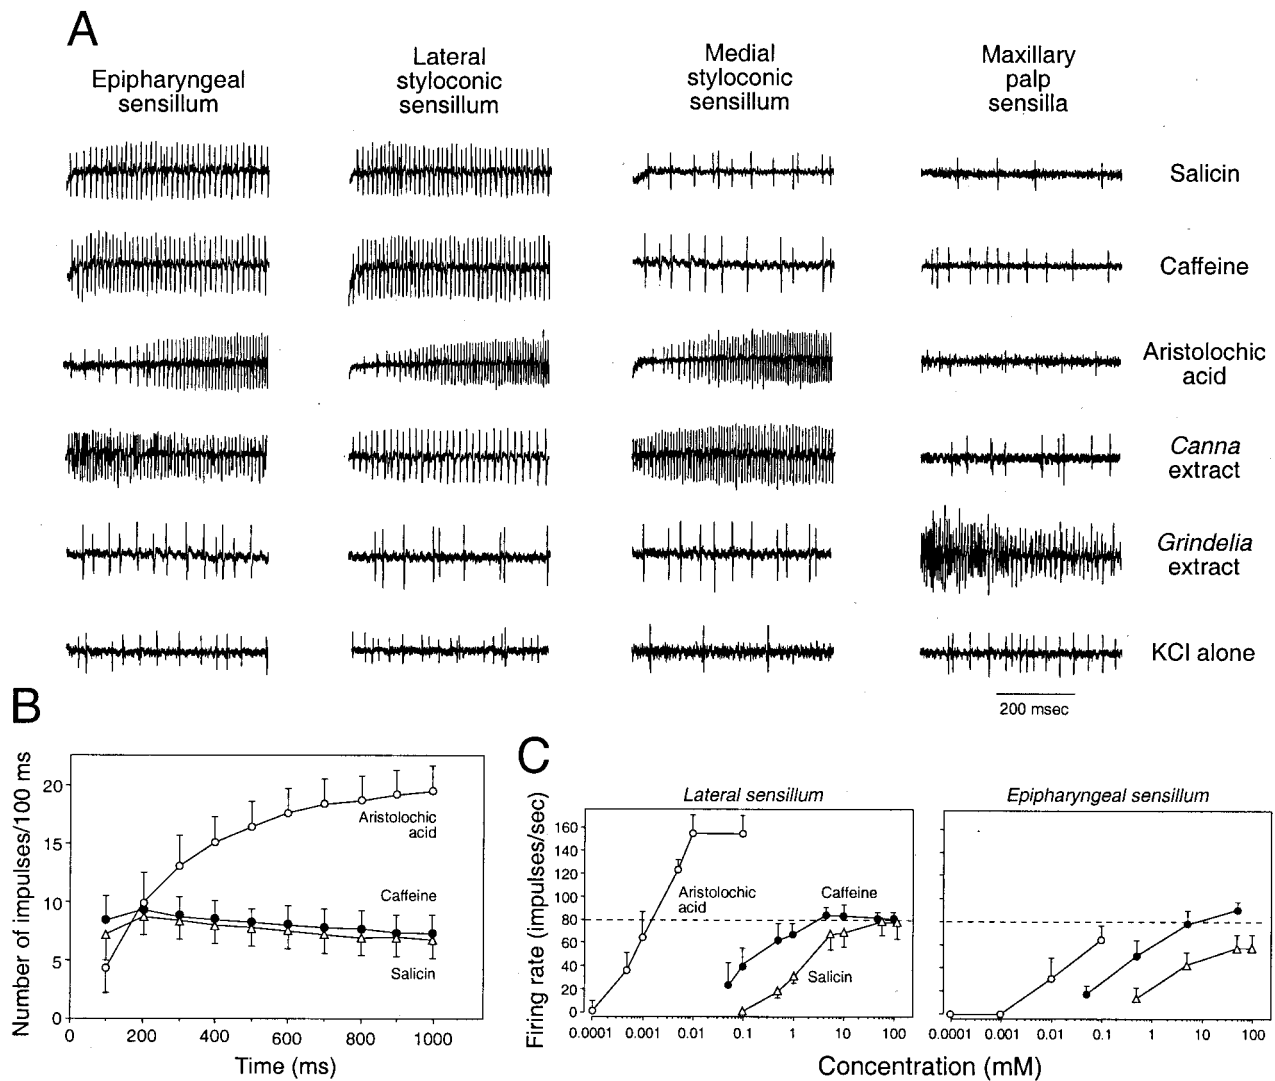 A
Epipharyngeal
sensillum
Lateral
styloconic
sensillum
Medial
styloconic
sensillum
Maxillary
palp
sensilla
Salicin
Caffeine
Aristolochic
acid
Canna
extract
Grindelia
extract
KCl alone
200 msec
B
Number of impulses/100 ms
20
15
10
5
0
Aristolochic
acid
Caffeine
Salicin
0
200
400
600
800
1000
Time (ms)
C
Lateral sensillum
Epipharyngeal sensillum
Firing rate (impulses/sec)
160
140
120
100
80
60
40
20
0
Aristolochic
acid
Caffeine
Salicin
0.0001
0.001
0.01
0.1
1
10
100
0.0001
0.001
0.01
0.1
1
10
100
Concentration (mM)